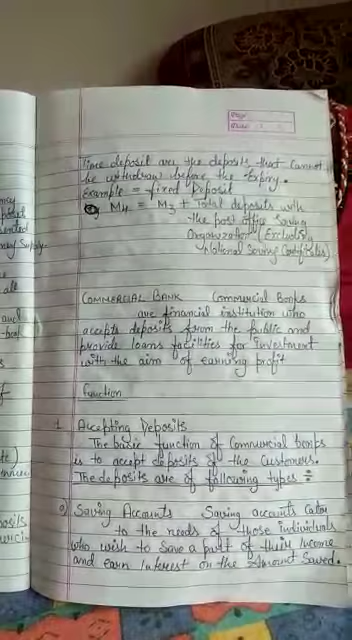 Page
Date
Time deposit are the deposits that cannot
be withdraw before the Expiry.
Example = fixed Deposit
M4 = M3 + Total deposits with
the post office Saving
Organization (Excluding
National Saving Certificates)
COMMERCIAL BANK Commercial Banks
are financial institution who
accepts deposits from the public and
provide loans facilities for Investment
with the aim of earning profit
function
1. Accepting Deposits
The basic function of Commercial banks
is to accept deposits of the customers.
The deposits are of following types :
a) Saving Accounts Saving accounts cater
to the needs of those individuals
who wish to save a part of their Income
and earn Interest on the Amount Saved.